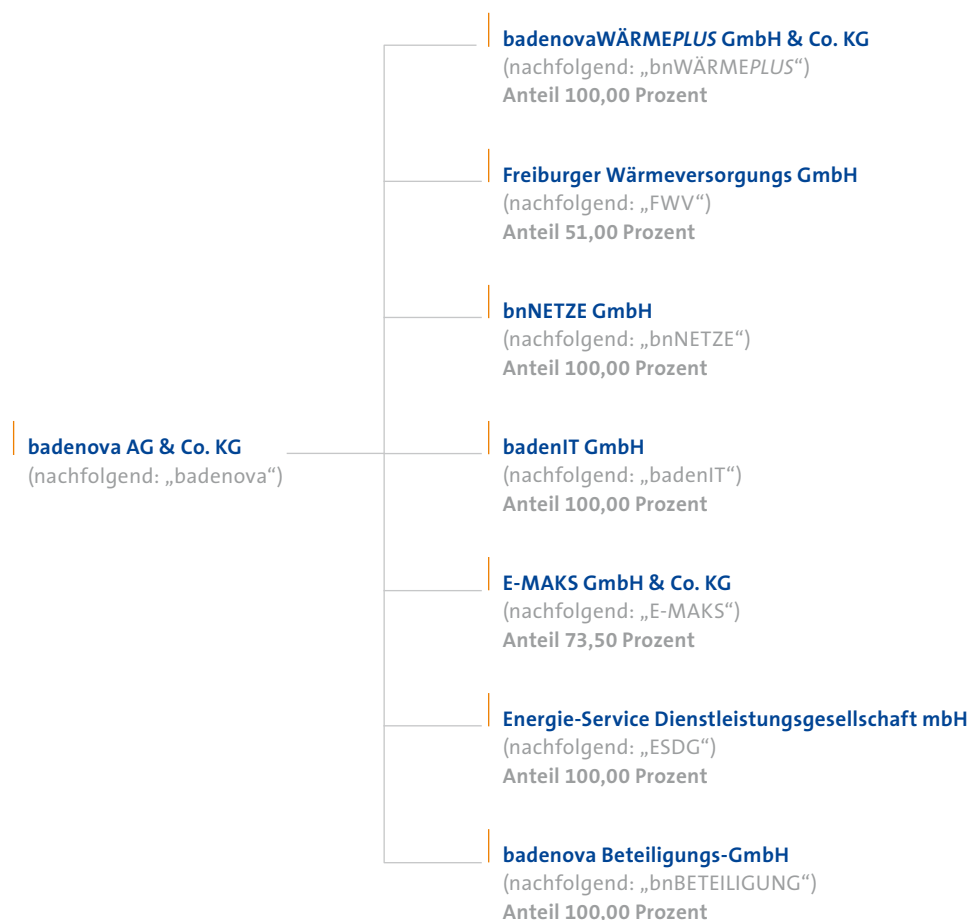 badenovaWÄRMEPLUS GmbH & Co. KG
(nachfolgend: „bnWÄRMEPLUS“)
Anteil 100,00 Prozent
Freiburger Wärmeversorgungs GmbH
(nachfolgend: „FWV“)
Anteil 51,00 Prozent
bnNETZE GmbH
(nachfolgend: „bnNETZE“)
Anteil 100,00 Prozent
badenova AG & Co. KG
(nachfolgend: „badenova“)
badenIT GmbH
(nachfolgend: „badenIT“)
Anteil 100,00 Prozent
E-MAKS GmbH & Co. KG
(nachfolgend: „E-MAKS“)
Anteil 73,50 Prozent
Energie-Service Dienstleistungsgesellschaft mbH
(nachfolgend: „ESDG“)
Anteil 100,00 Prozent
badenova Beteiligungs-GmbH
(nachfolgend: „bnBETEILIGUNG“)
Anteil 100,00 Prozent